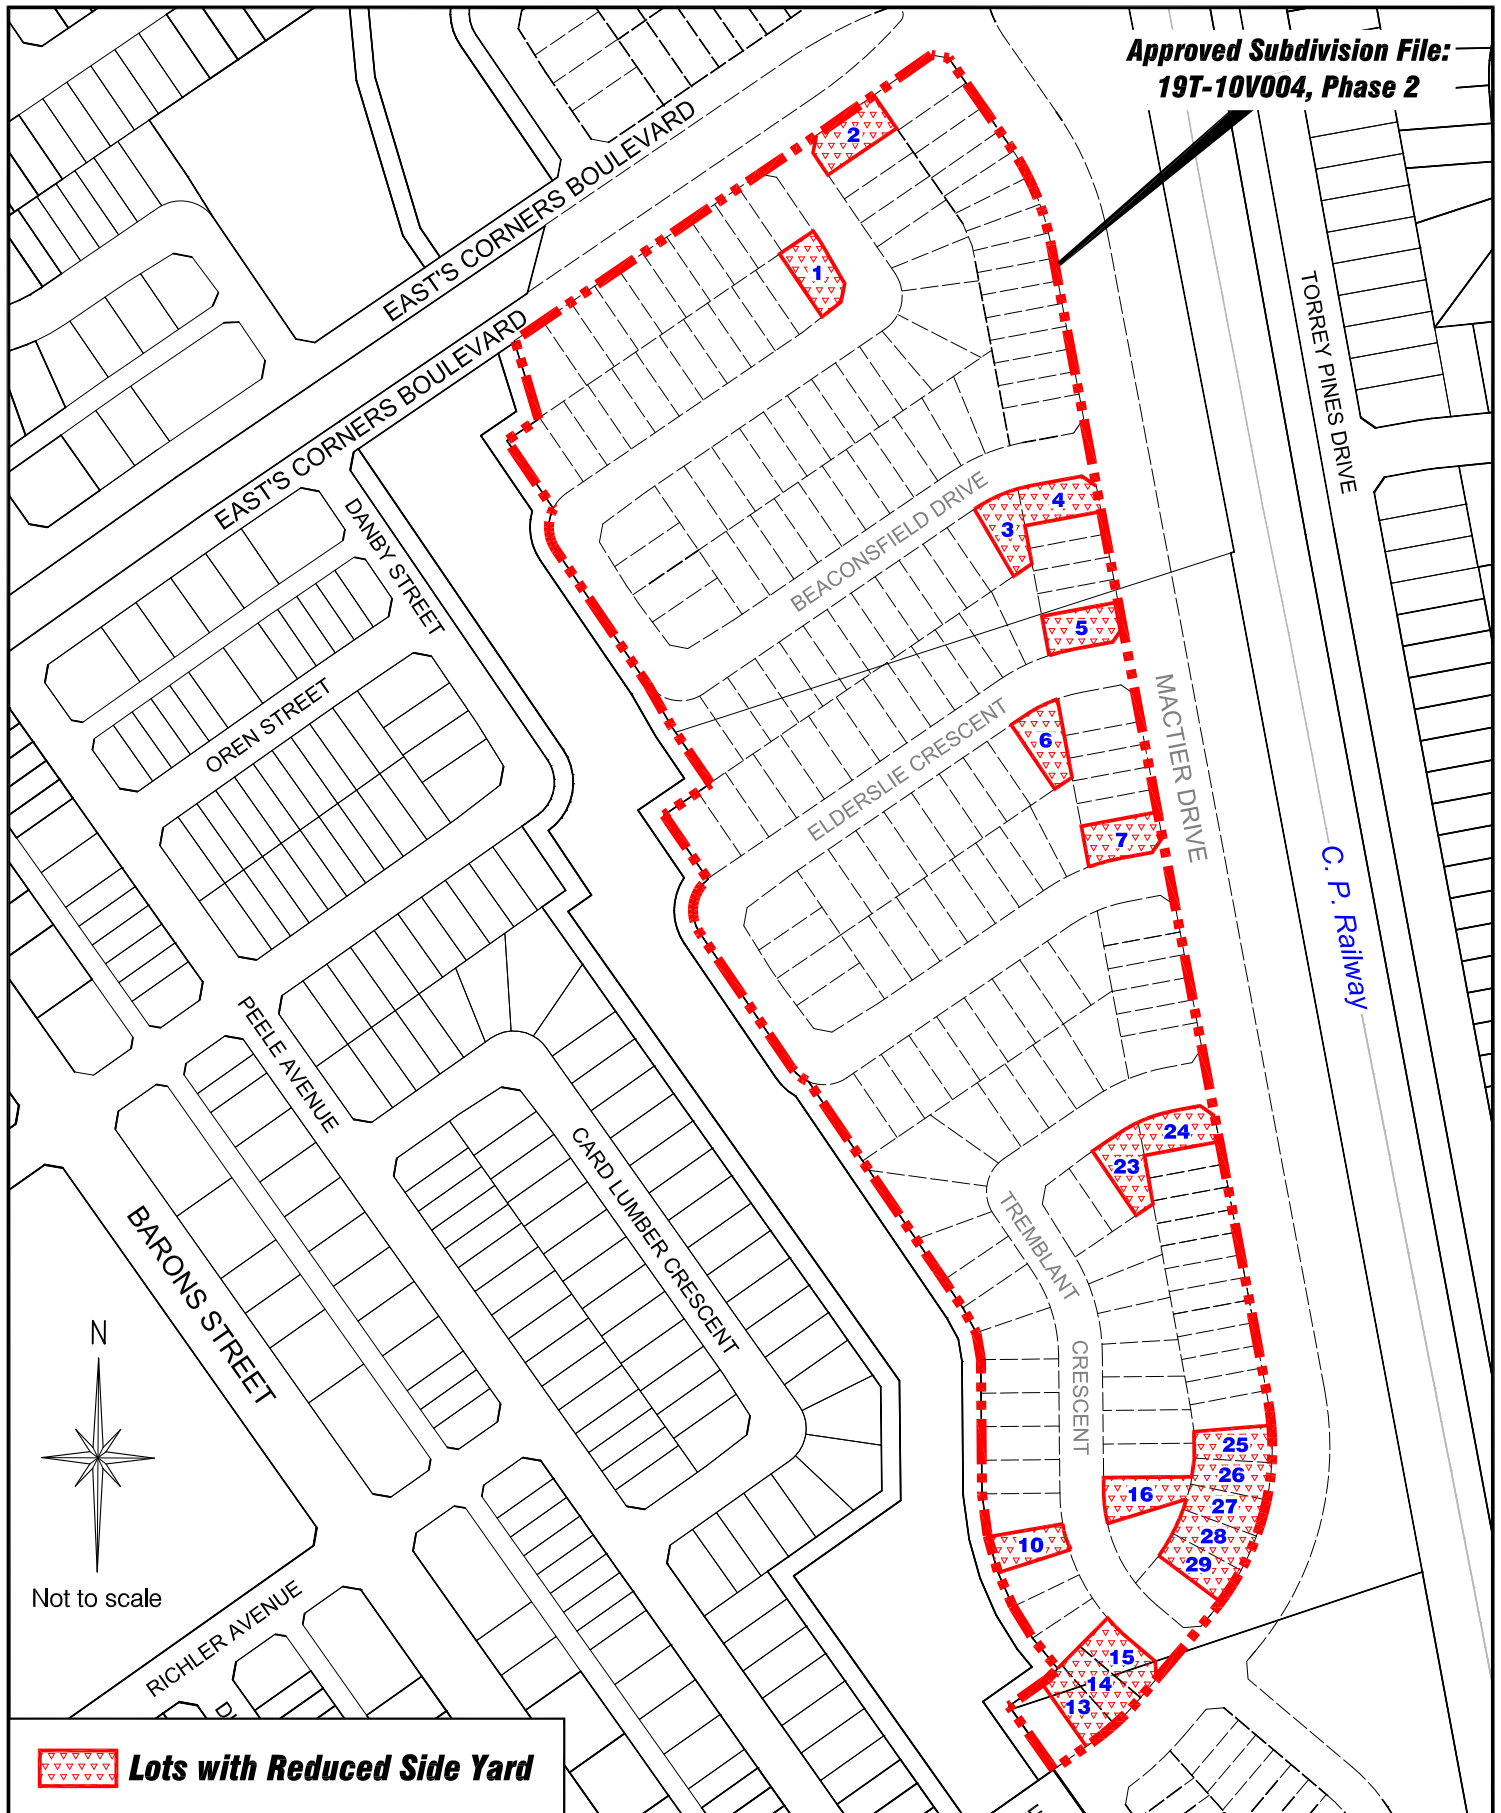 Approved Subdivision File:
19T-10V004, Phase 2
EAST'S CORNERS BOULEVARD
2
1
EAST'S CORNERS BOULEVARD
TORREY PINES DRIVE
DANBY STREET
BEACONSFIELD DRIVE
4
3
5
OREN STREET
ELDERSLIE CRESCENT
6
MACTIER DRIVE
7
C. P. Railway
PEELE AVENUE
CARD LUMBER CRESCENT
24
23
TREMBLANT
CRESCENT
BARONS STREET
N
25
26
16
27
28
10
29
Not to scale
RICHLER AVENUE
15
14
13
Lots with Reduced Side Yard